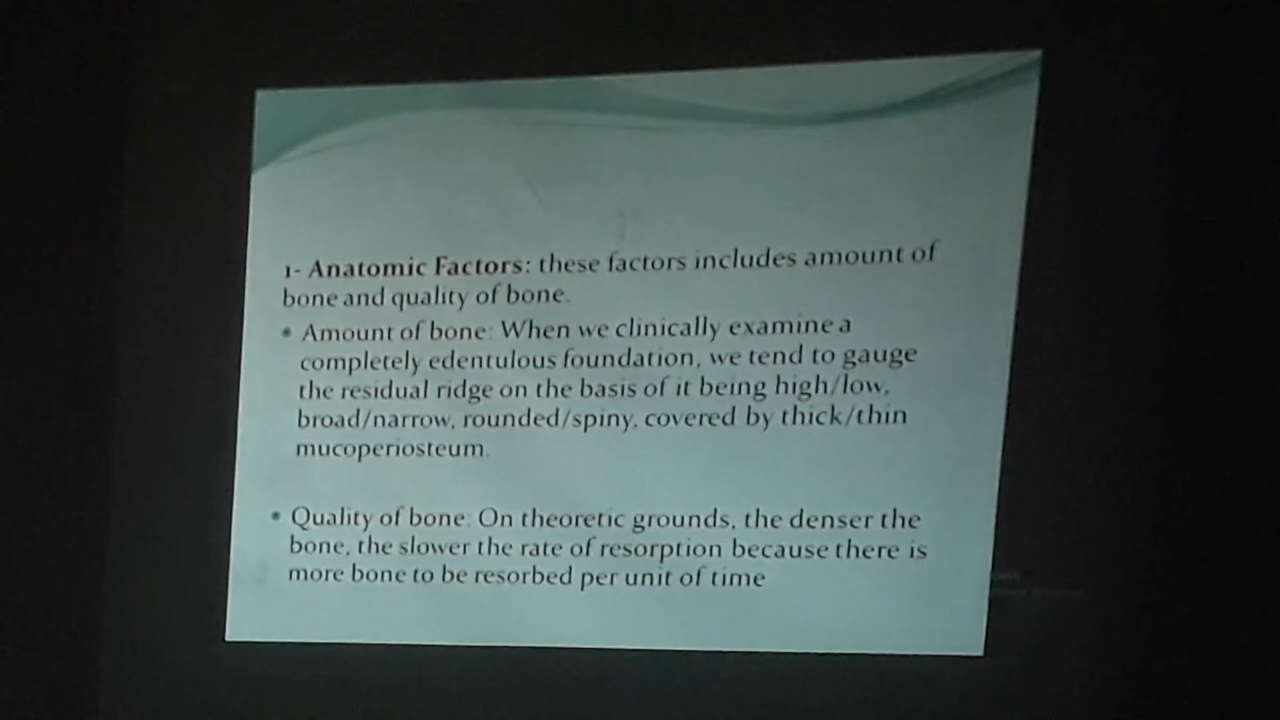 1- Anatomic Factors: these factors includes amount of
bone and quality of bone.
• Amount of bone: When we clinically examine a
completely edentulous foundation, we tend to gauge
the residual ridge on the basis of it being high/low,
broad/narrow, rounded/spiny, covered by thick/thin
mucoperiosteum.
• Quality of bone: On theoretic grounds, the denser the
bone, the slower the rate of resorption because there is
more bone to be resorbed per unit of time